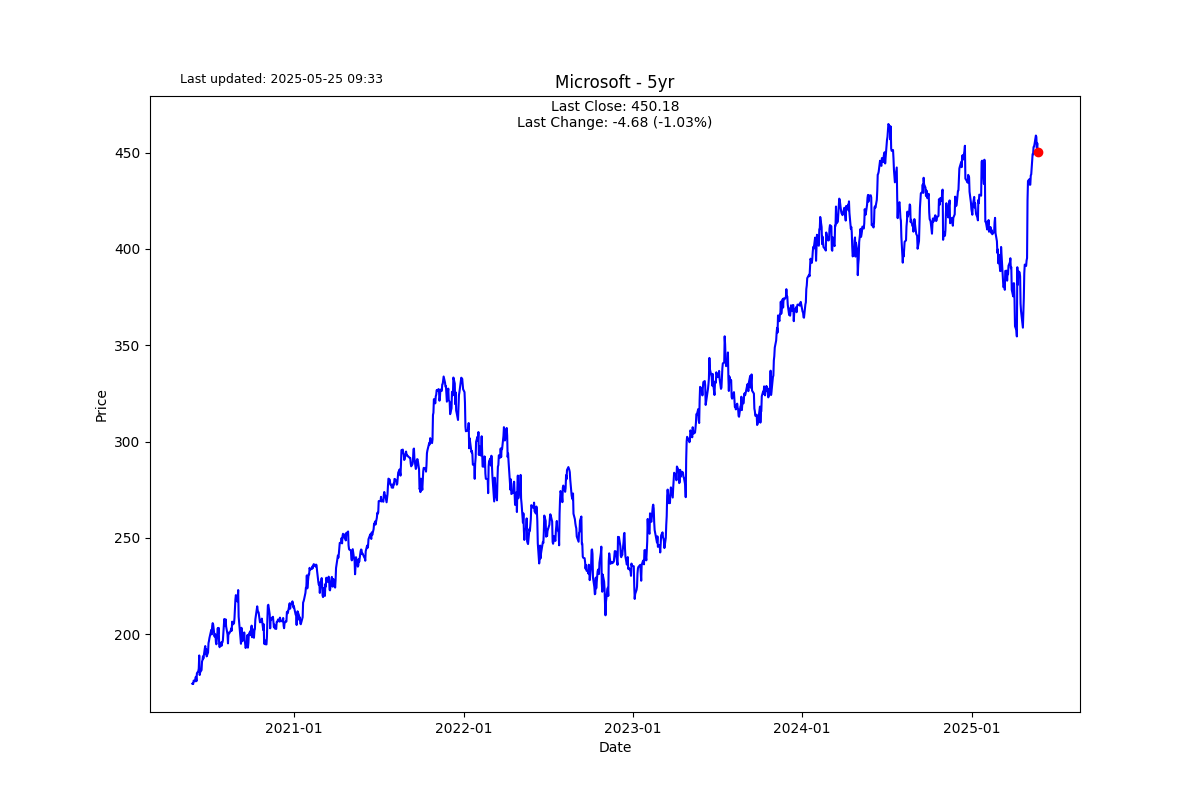 Last updated: 2025-05-25 09:33
Microsoft - 5yr
Last Close: 450.18
Last Change: -4.68 (-1.03%)
450
400
350
300
250
200
Price
2021-01
2022-01
2023-01
2024-01
2025-01
Date